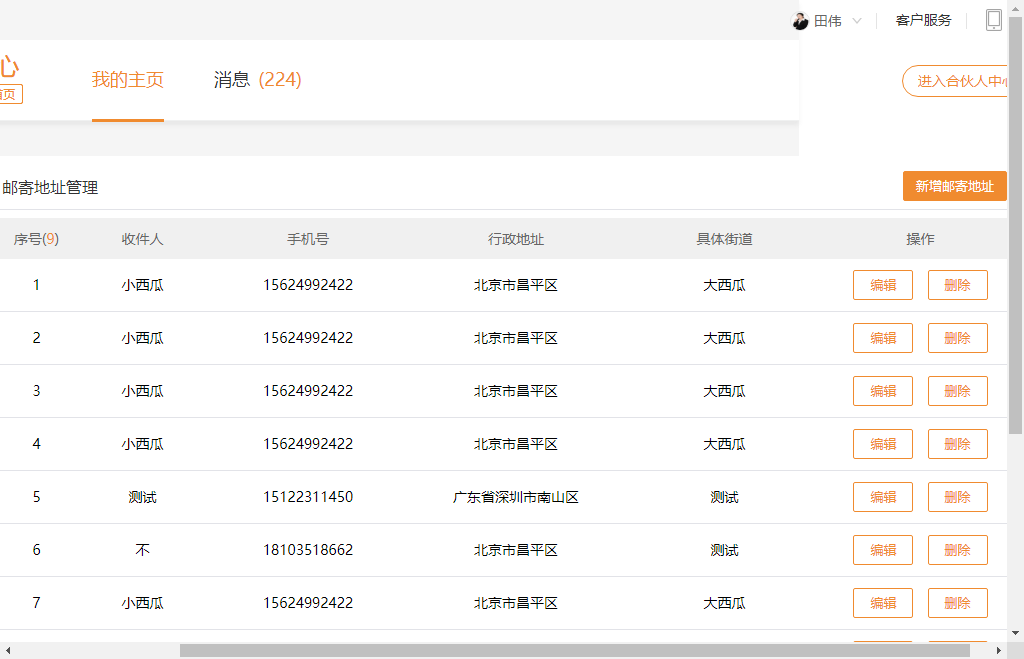 田伟
客户服务
心
首页
我的主页
消息 (224)
进入合伙人中心
邮寄地址管理
新增邮寄地址
序号(9) 收件人 手机号 行政地址 具体街道 操作
1 小西瓜 15624992422 北京市昌平区 大西瓜 编辑 删除
2 小西瓜 15624992422 北京市昌平区 大西瓜 编辑 删除
3 小西瓜 15624992422 北京市昌平区 大西瓜 编辑 删除
4 小西瓜 15624992422 北京市昌平区 大西瓜 编辑 删除
5 测试 15122311450 广东省深圳市南山区 测试 编辑 删除
6 不 18103518662 北京市昌平区 测试 编辑 删除
7 小西瓜 15624992422 北京市昌平区 大西瓜 编辑 删除